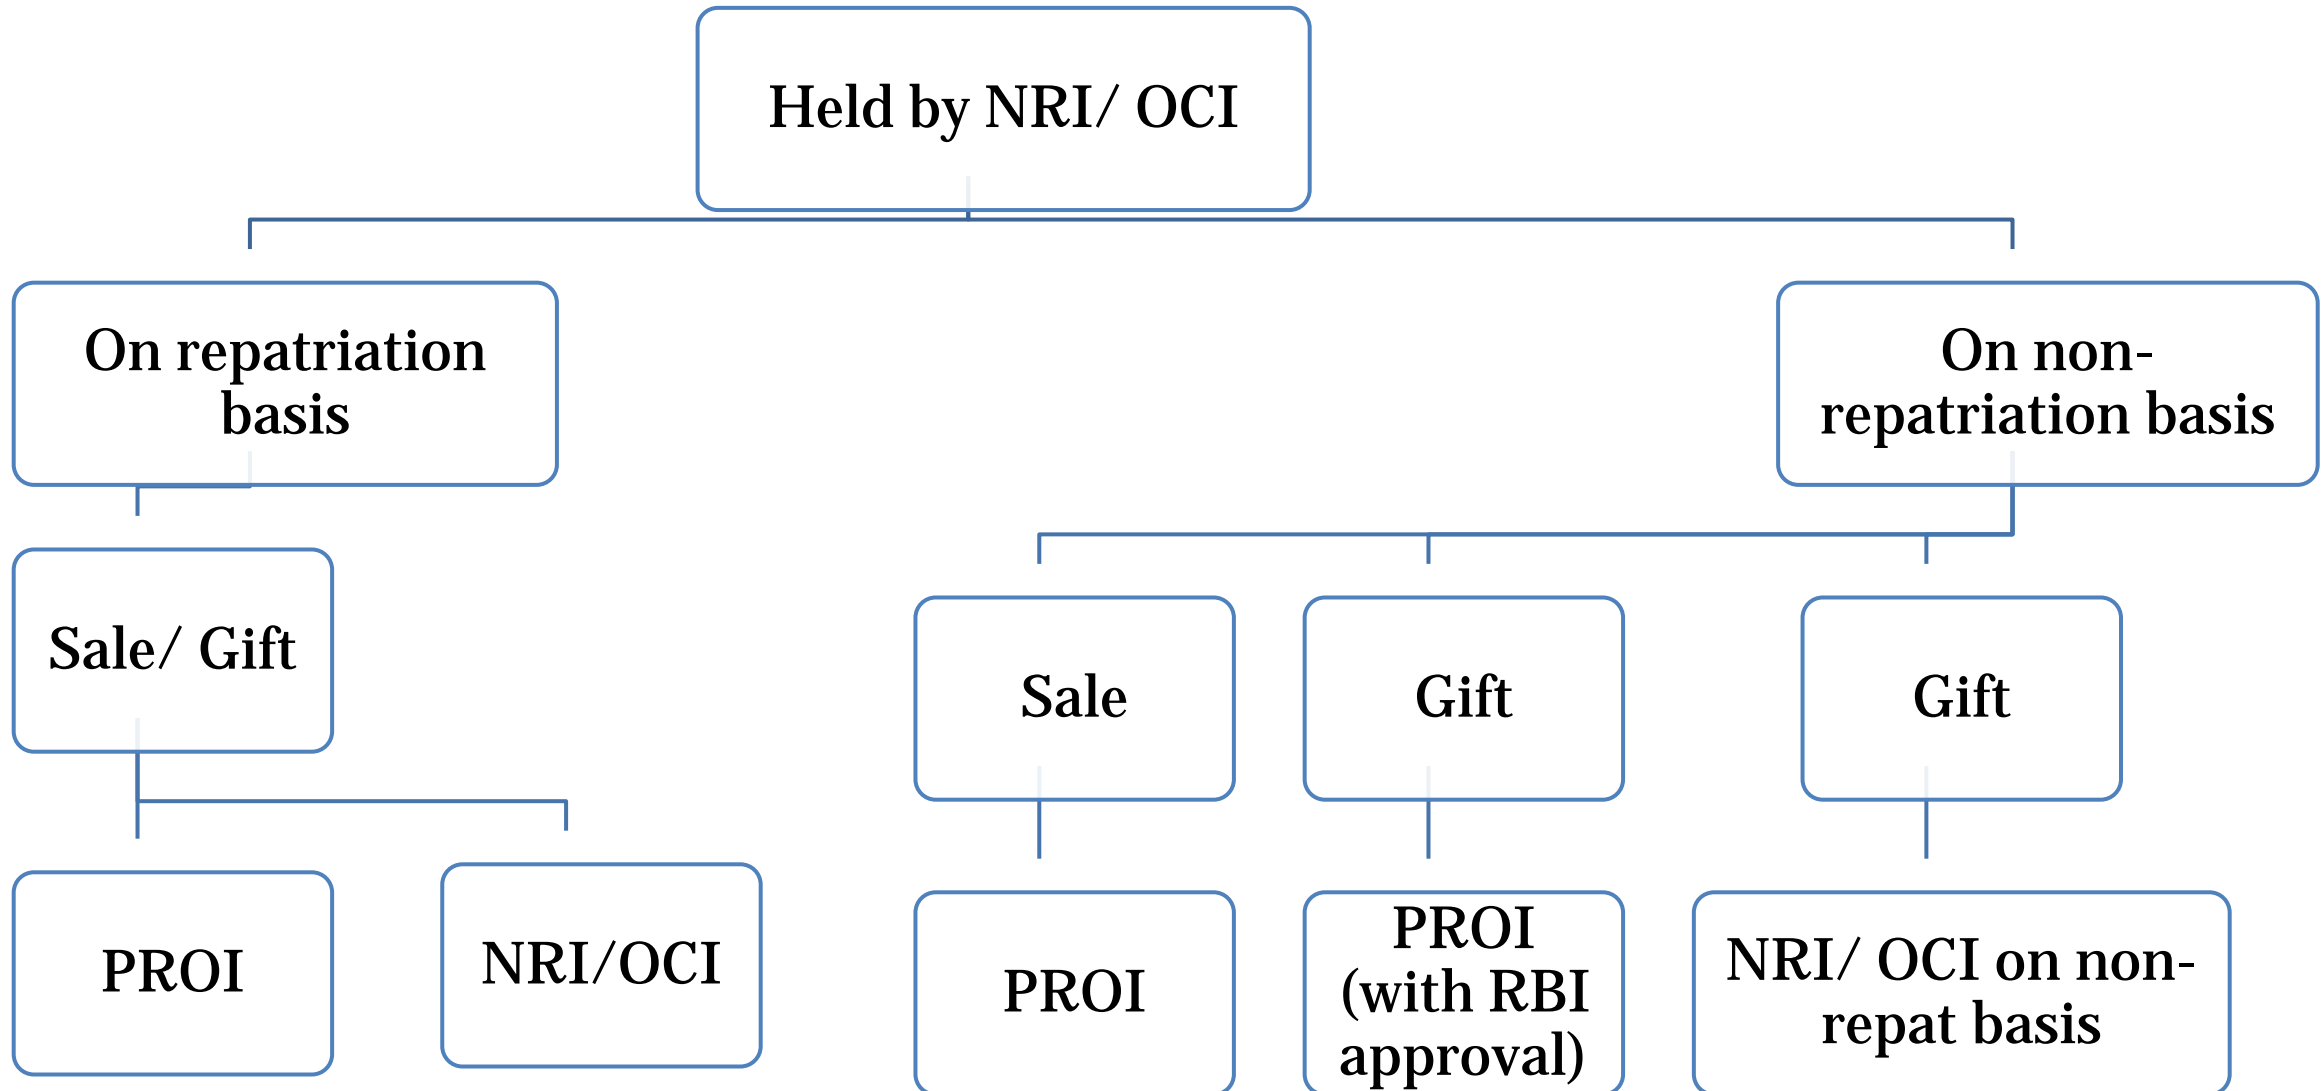 Held by NRI/ OCI
On repatriation
basis
On non-
repatriation basis
Sale/ Gift
Sale
Gift
Gift
PROI
NRI/OCI
PROI
PROI
(with RBI
approval)
NRI/ OCI on non-
repat basis